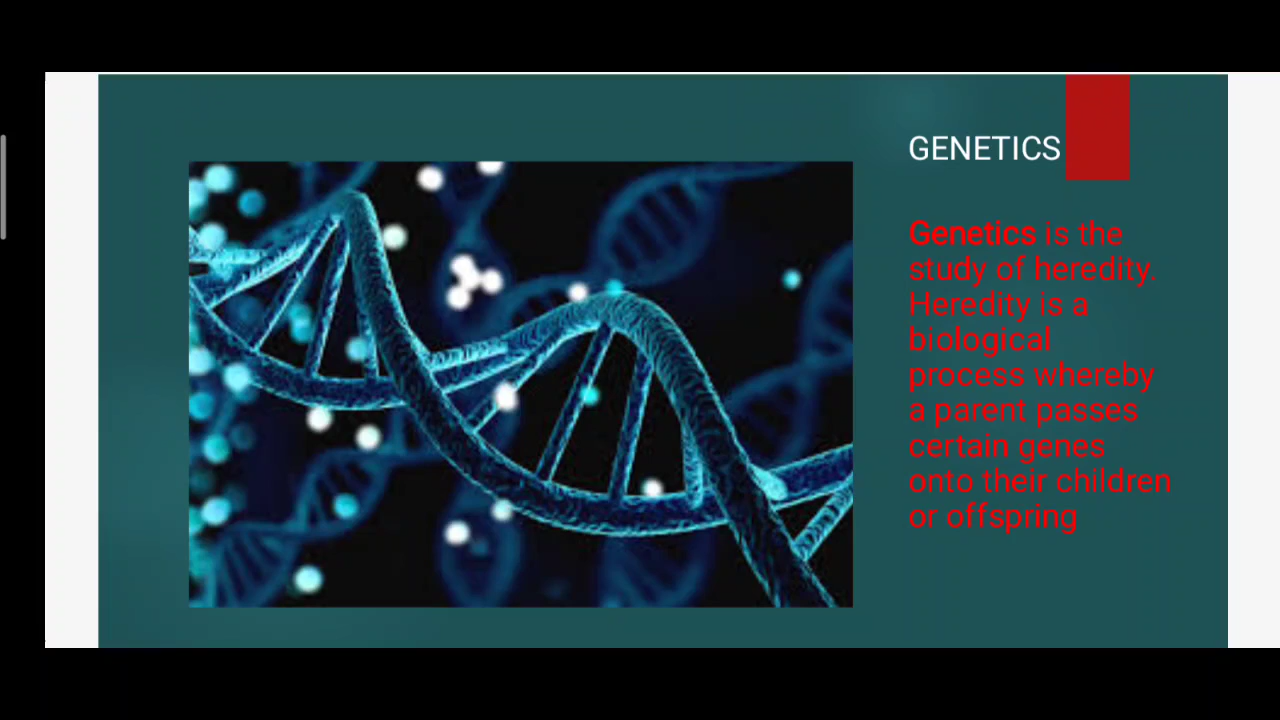 GENETICS
Genetics is the
study of heredity.
Heredity is a
biological
process whereby
a parent passes
certain genes
onto their children
or offspring